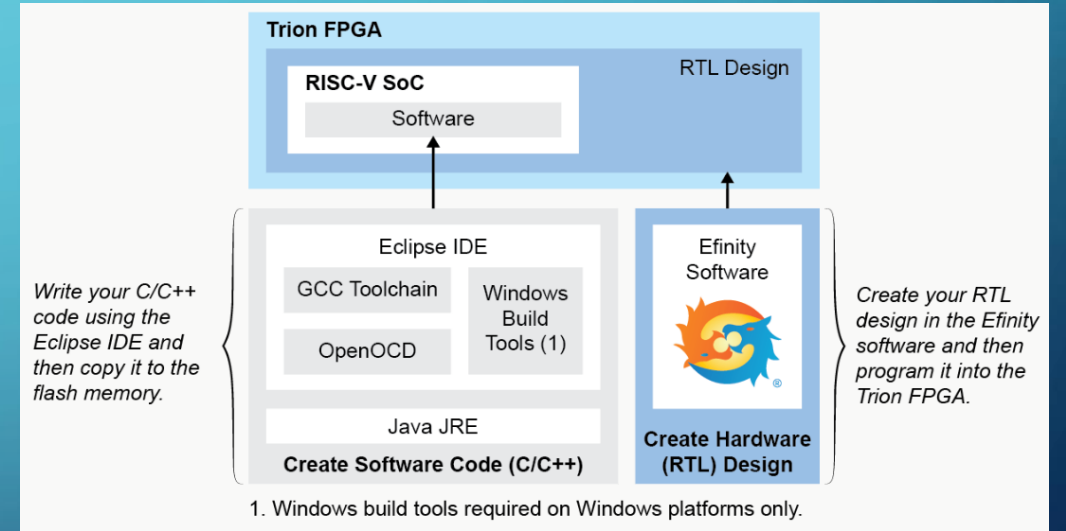 Trion FPGA
RTL Design
RISC-V SoC
Software
Write your C/C++
code using the
Eclipse IDE and
then copy it to the
flash memory.
Eclipse IDE
GCC Toolchain
OpenOCD
Windows
Build
Tools (1)
Java JRE
Create Software Code (C/C++)
Efinity
Software
®
Create Hardware
(RTL) Design
Create your RTL
design in the Efinity
software and then
program it into the
Trion FPGA.
1. Windows build tools required on Windows platforms only.